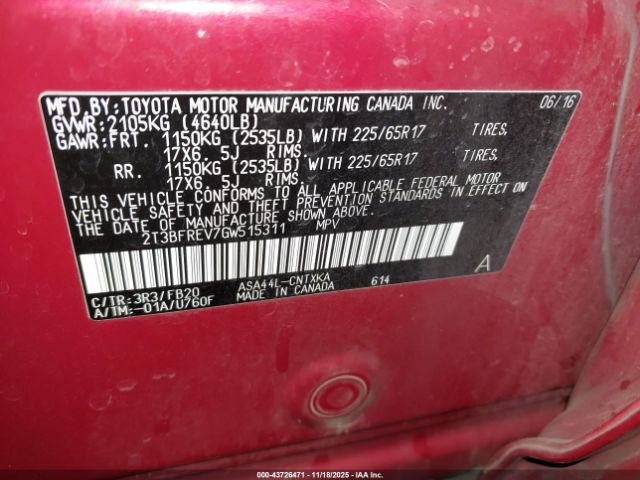 MFD.BY:TOYOTA MOTOR MANUFACTURING CANADA INC. 06/16
GVWR:2105KG (4640LB)
GAWR:FRT. 1150KG (2535LB) WITH 225/65R17 TIRES,
17X6.5J RIMS.
RR. 1150KG (2535LB) WITH 225/65R17 TIRES,
17X6.5J RIMS.
THIS VEHICLE CONFORMS TO ALL APPLICABLE FEDERAL MOTOR
VEHICLE SAFETY AND THEFT PREVENTION STANDARDS IN EFFECT ON
THE DATE OF MANUFACTURE SHOWN ABOVE.
2T3BFREV7GW515311 MPV
C/TR:3R3/FB20 ASA44L-CNTXKA 614 A
A/TM:-01A/U760F MADE IN CANADA
000-43726471 - 11/18/2025 - IAA Inc.